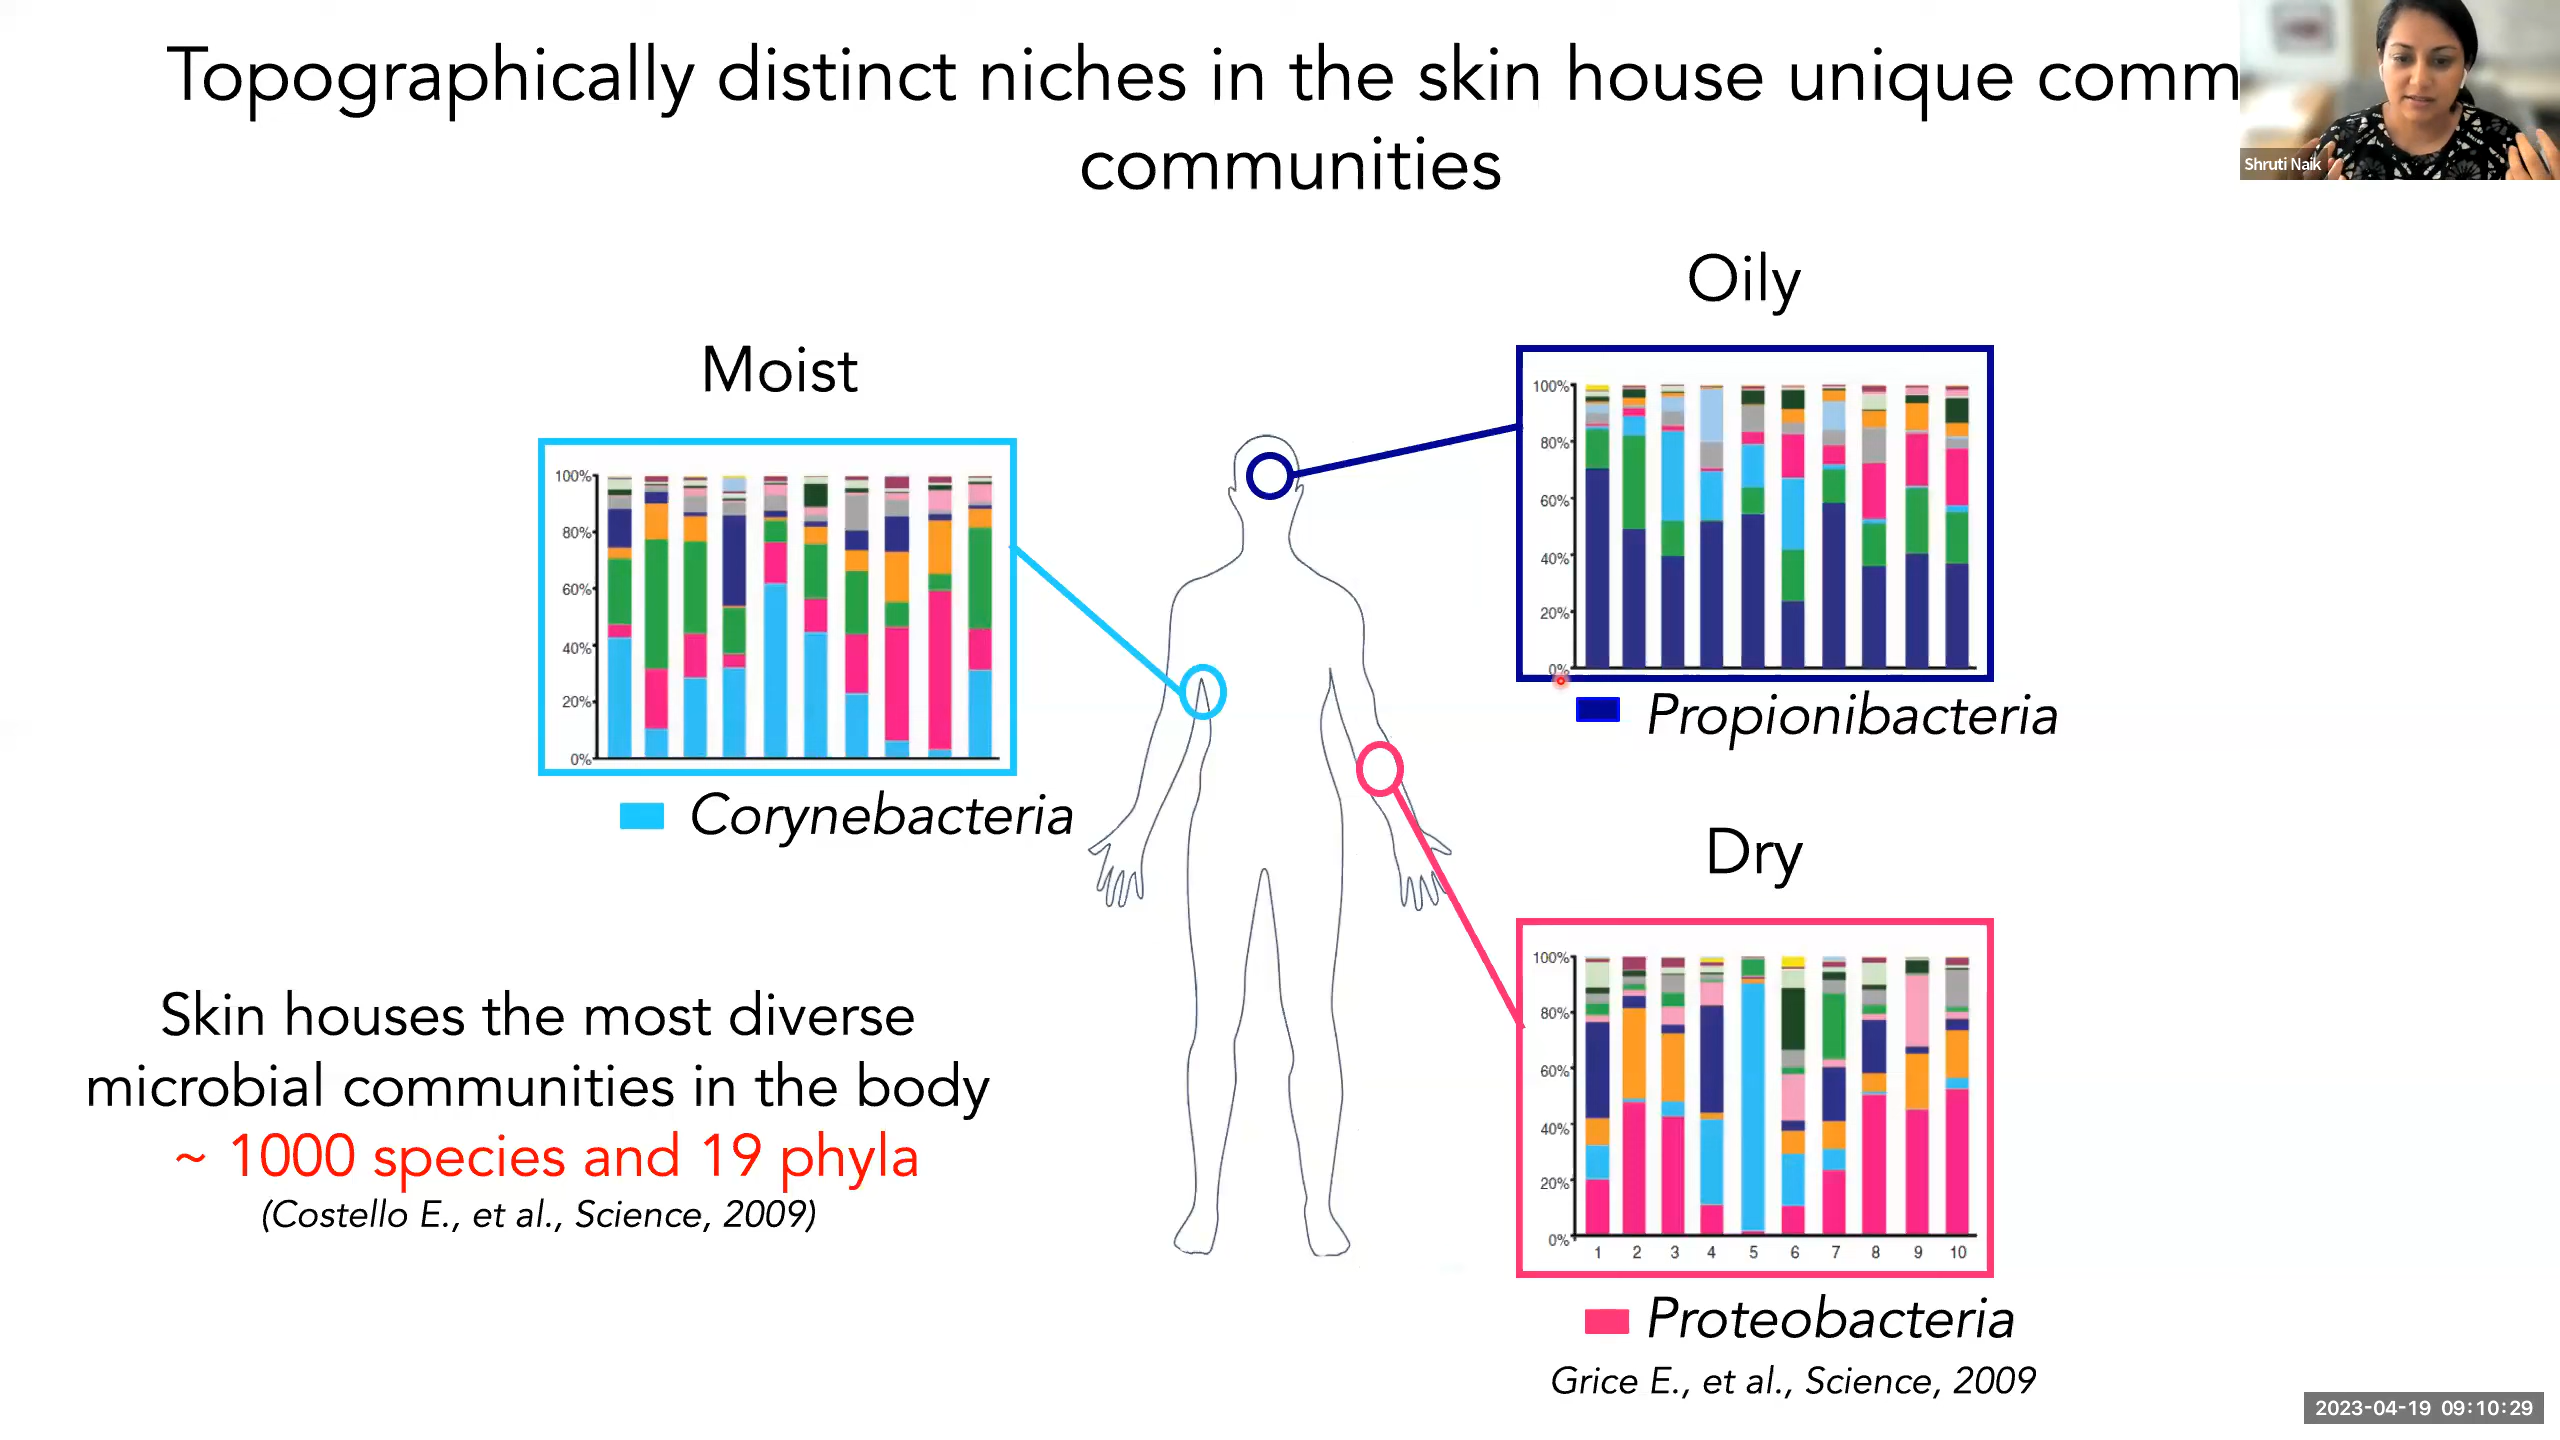 Topographically distinct niches in the skin house unique comm
communities
Shruti Naik
Oily
Moist
100%
80%
60%
40%
20%
0%
Propionibacteria
100%
80%
60%
40%
20%
0%
Corynebacteria
Dry
100%
80%
60%
40%
20%
0%
1 2 3 4 5 6 7 8 9 10
Proteobacteria
Grice E., et al., Science, 2009
Skin houses the most diverse
microbial communities in the body
~ 1000 species and 19 phyla
(Costello E., et al., Science, 2009)
2023-04-19 09:10:29